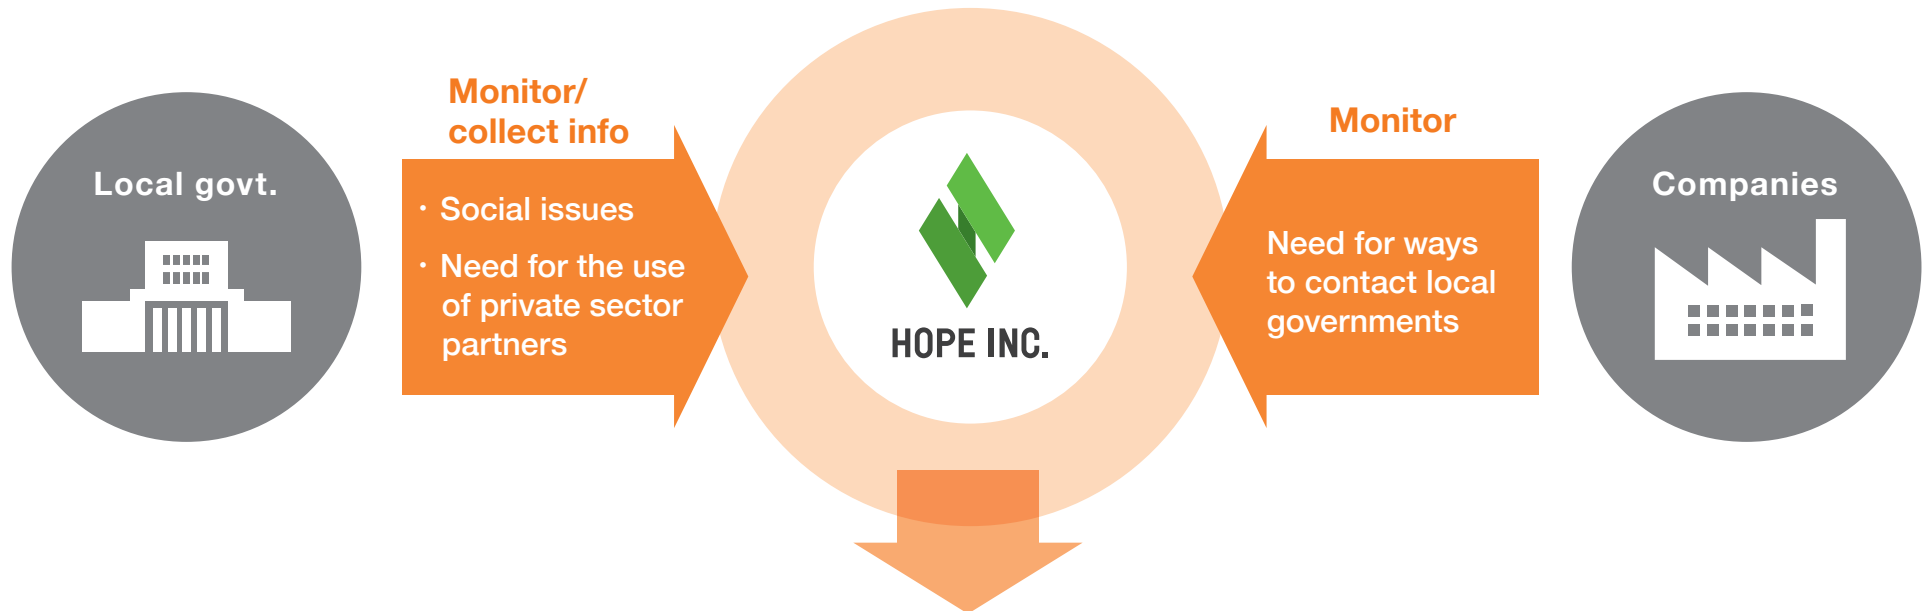 Local govt.
Monitor/
collect info
・Social issues
・Need for the use
of private sector
partners
HOPE INC.
Monitor
Need for ways
to contact local
governments
Companies